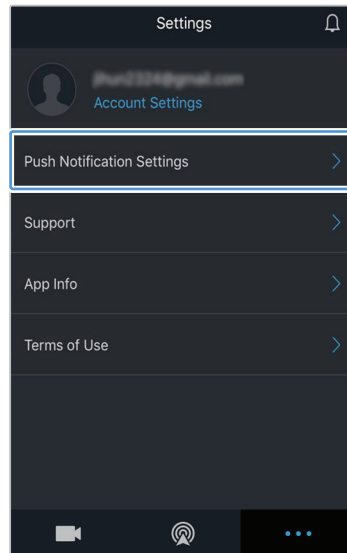 Settings
Account Settings
Push Notification Settings
Support
App Info
Terms of Use